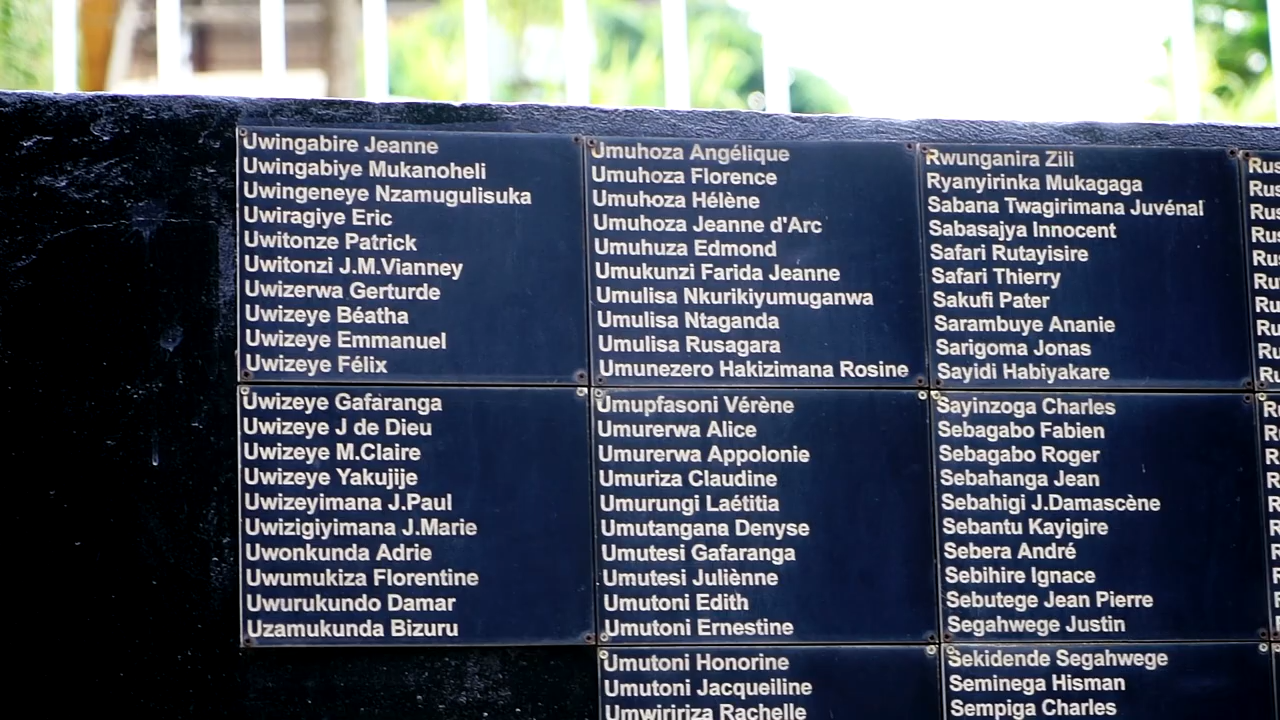 Uwingabire Jeanne
Uwingabiye Mukanoheli
Uwingeneye Nzamugulisuka
Uwiragiye Eric
Uwitonze Patrick
Uwitonzi J.M.Vianney
Uwizerwa Gerturde
Uwizeye Béatha
Uwizeye Emmanuel
Uwizeye Félix
Uwizeye Gafaranga
Uwizeye J de Dieu
Uwizeye M.Claire
Uwizeye Yakujije
Uwizeyimana J.Paul
Uwizigiyimana J.Marie
Uwonkunda Adrie
Uwumukiza Florentine
Uwurukundo Damar
Uzamukunda Bizuru
Umuhoza Angélique
Umuhoza Florence
Umuhoza Hélène
Umuhoza Jeanne d'Arc
Umuhuza Edmond
Umukunzi Farida Jeanne
Umulisa Nkurikiyumuganwa
Umulisa Ntaganda
Umulisa Rusagara
Umunezero Hakizimana Rosine
Umupfasoni Vérène
Umurerwa Alice
Umurerwa Appolonie
Umuriza Claudine
Umurungi Laétitia
Umutangana Denyse
Umutesi Gafaranga
Umutesi Juliènne
Umutoni Edith
Umutoni Ernestine
Umutoni Honorine
Umutoni Jacqueiline
Umwiririza Rachelle
Rwunganira Zili
Ryanyirinka Mukagaga
Sabana Twagirimana Juvénal
Sabasajya Innocent
Safari Rutayisire
Safari Thierry
Sakufi Pater
Sarambuye Ananie
Sarigoma Jonas
Sayidi Habiyakare
Sayinzoga Charles
Sebagabo Fabien
Sebagabo Roger
Sebahanga Jean
Sebahigi J.Damascène
Sebantu Kayigire
Sebera André
Sebihire Ignace
Sebutege Jean Pierre
Segahwege Justin
Sekidende Segahwege
Seminega Hisman
Sempiga Charles